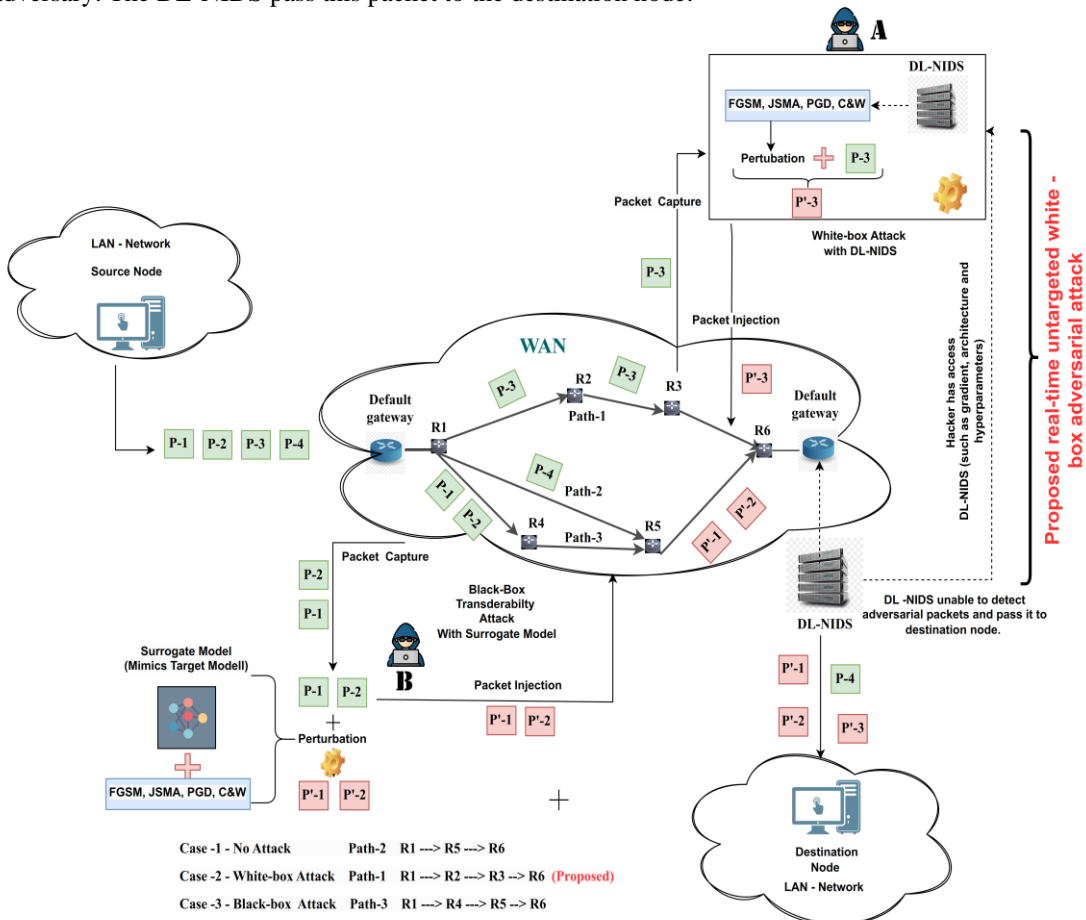 adversary. The DL-NIDS pass this packet to the destination node.
A
DL-NIDS
FGSM, JSMA, PGD, C&W
Pertubation
P-3
P'-3
Packet Capture
White-box Attack
with DL-NIDS
P-3
Packet Injection
P'-3
Hacker has access
DL-NIDS (such as gradient, architecture and
hyperparameters)
Proposed real-time untargeted white -
box adversarial attack
LAN - Network
Source Node
P-1 P-2 P-3 P-4
WAN
Default
gateway
R1
P-3
R2
P-3
R3
Path-1
Default
gateway
R6
P-4
Path-2
P-1
P-2
R4
Path-3
R5
P'-1
P'-2
Packet Capture
P-2
P-1
Black-Box
Transderabilty
Attack
With Surrogate Model
B
DL-NIDS
DL -NIDS unable to detect
adversarial packets and pass it to
destination node.
Surrogate Model
(Mimics Target Modell)
P-1 P-2
+
Perturbation
FGSM, JSMA, PGD, C&W
P'-1 P'-2
Packet Injection
P'-1 P'-2
P'-1 P-4
P'-2 P'-3
+
Destination
Node
LAN - Network
Case -1 - No Attack Path-2 R1 ---> R5 ---> R6
Case -2 - White-box Attack Path-1 R1 ---> R2 ---> R3 --> R6 (Proposed)
Case -3 - Black-box Attack Path-3 R1 ---> R4 ---> R5 --> R6